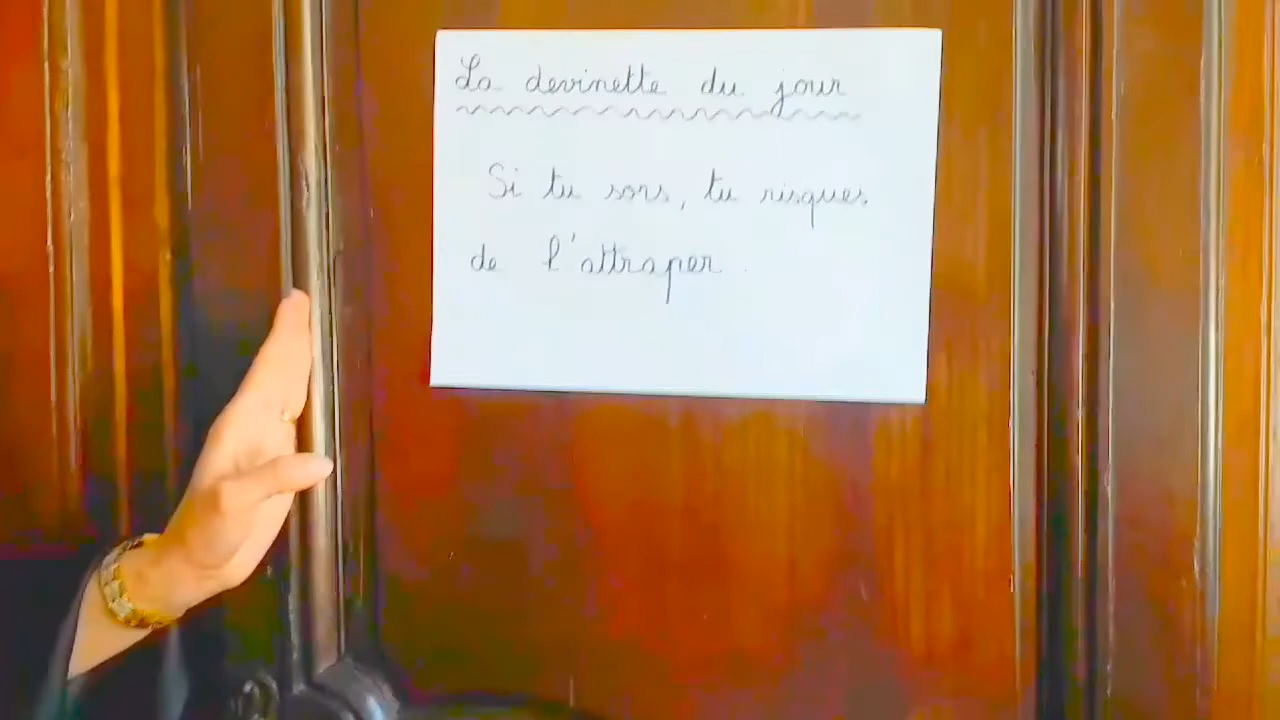 La devinette du jour
Si tu sors, tu risques
de l'attraper.